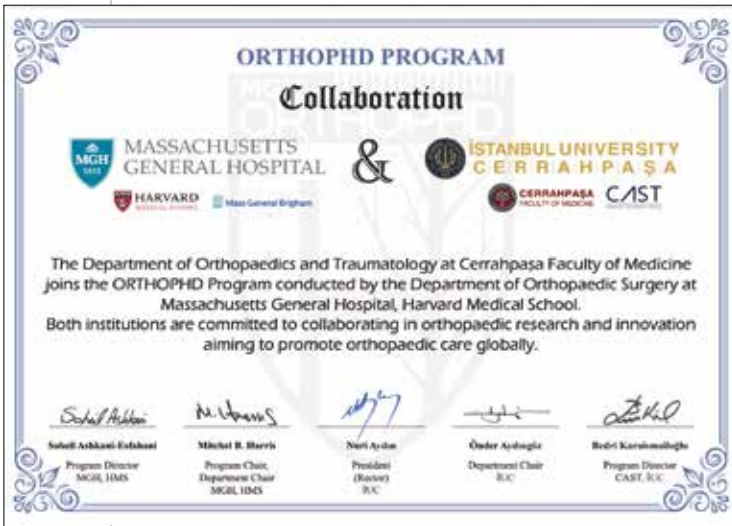 ORTHOPHD PROGRAM
Collaboration
MGH
1811
MASSACHUSETTS
GENERAL HOSPITAL
&
İSTANBUL UNIVERSITY
CERRAHPAŞA
HARVARD
MEDICAL SCHOOL
Mass General Brigham
CERRAHPAŞA
FACULTY OF MEDICINE
CAST
The Department of Orthopaedics and Traumatology at Cerrahpaşa Faculty of Medicine
joins the ORTHOPHD Program conducted by the Department of Orthopaedic Surgery at
Massachusetts General Hospital, Harvard Medical School.
Both institutions are committed to collaborating in orthopaedic research and innovation
aiming to promote orthopaedic care globally.
Soheil Ashkani-Esfahani
Program Director
MGH, HMS
Mitchel B. Harris
Program Chair,
Department Chair
MGH, HMS
Nuri Aydın
President
(Rector)
IUC
Önder Aydıngöz
Department Chair
IUC
Bedri Karaismailoğlu
Program Director
CAST, IUC